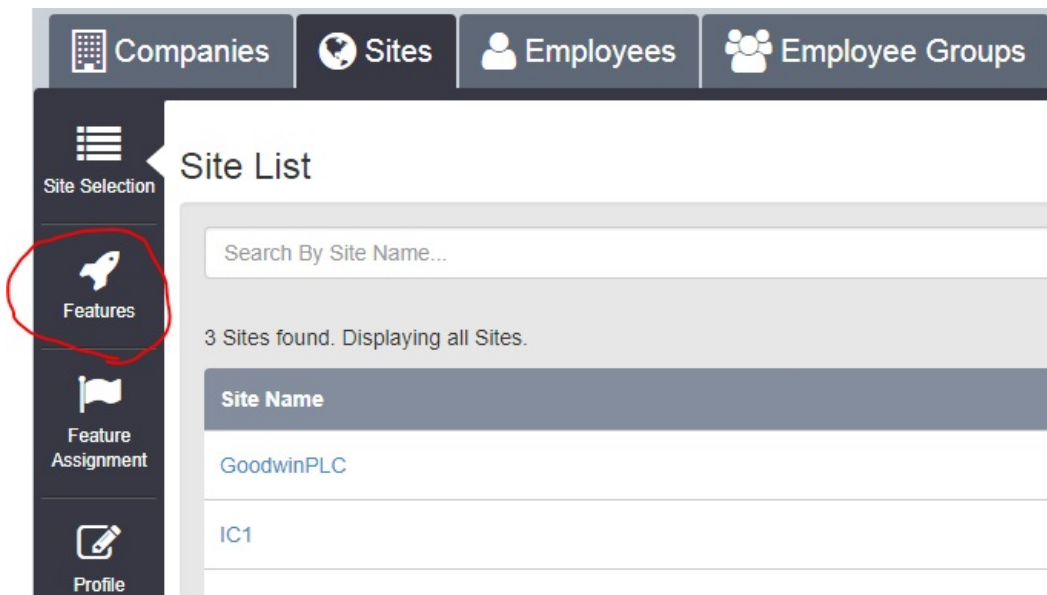 Companies
Sites
Employees
Employee Groups
Site Selection
Features
Feature
Assignment
Profile
Site List
Search By Site Name...
3 Sites found. Displaying all Sites.
Site Name
GoodwinPLC
IC1